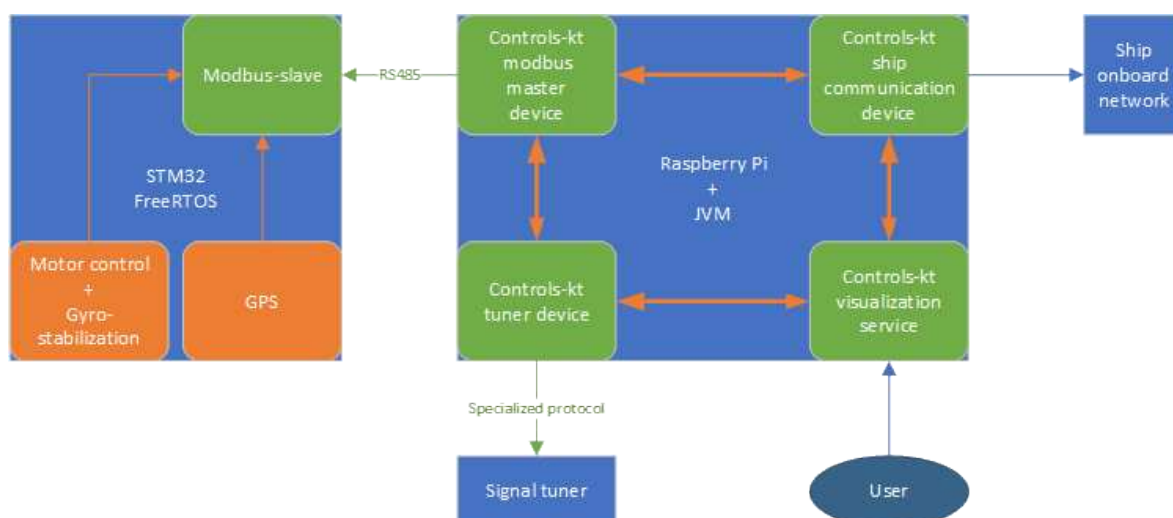 Modbus-slave
STM32
FreeRTOS
Motor control
+
Gyro-
stabilization
GPS
RS485
Controls-kt
modbus
master
device
Controls-kt
ship
communication
device
Raspberry Pi
+
JVM
Controls-kt
tuner device
Controls-kt
visualization
service
Ship
onboard
network
Specialized protocol
Signal tuner
User